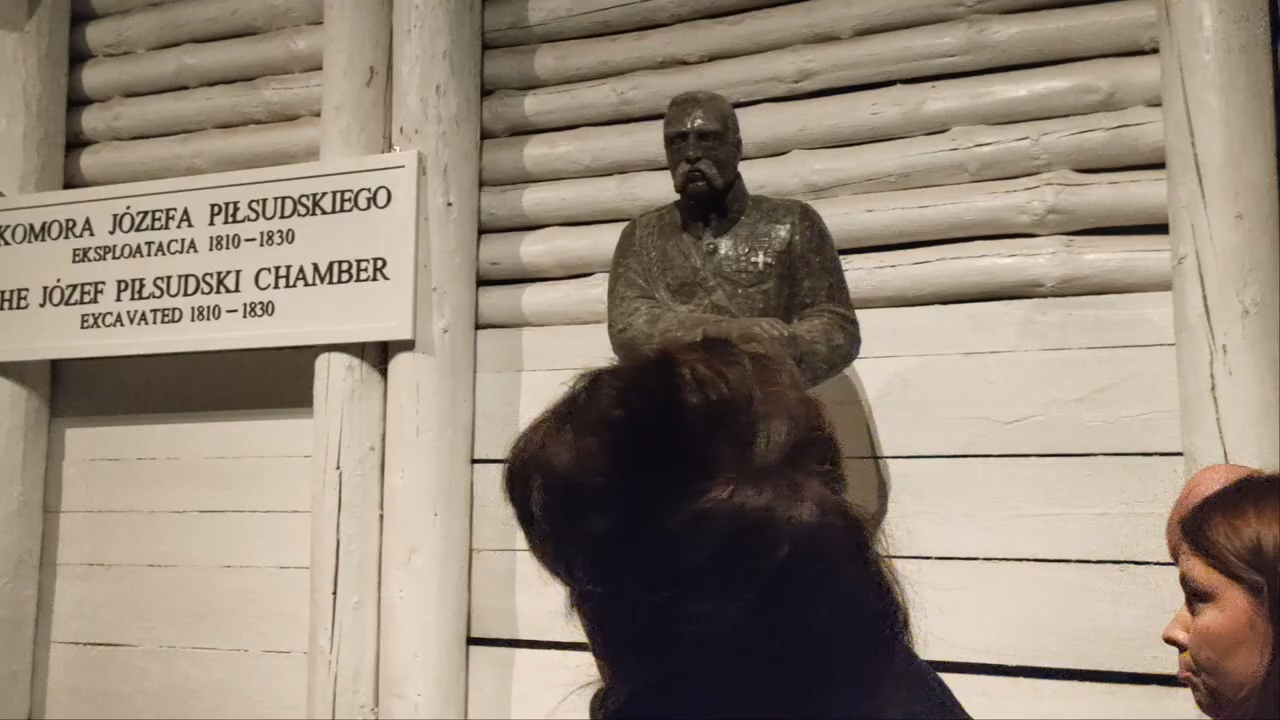 KOMORA JÓZEFA PIŁSUDSKIEGO
EKSPLOATACJA 1810–1830
HE JÓZEF PIŁSUDSKI CHAMBER
EXCAVATED 1810–1830